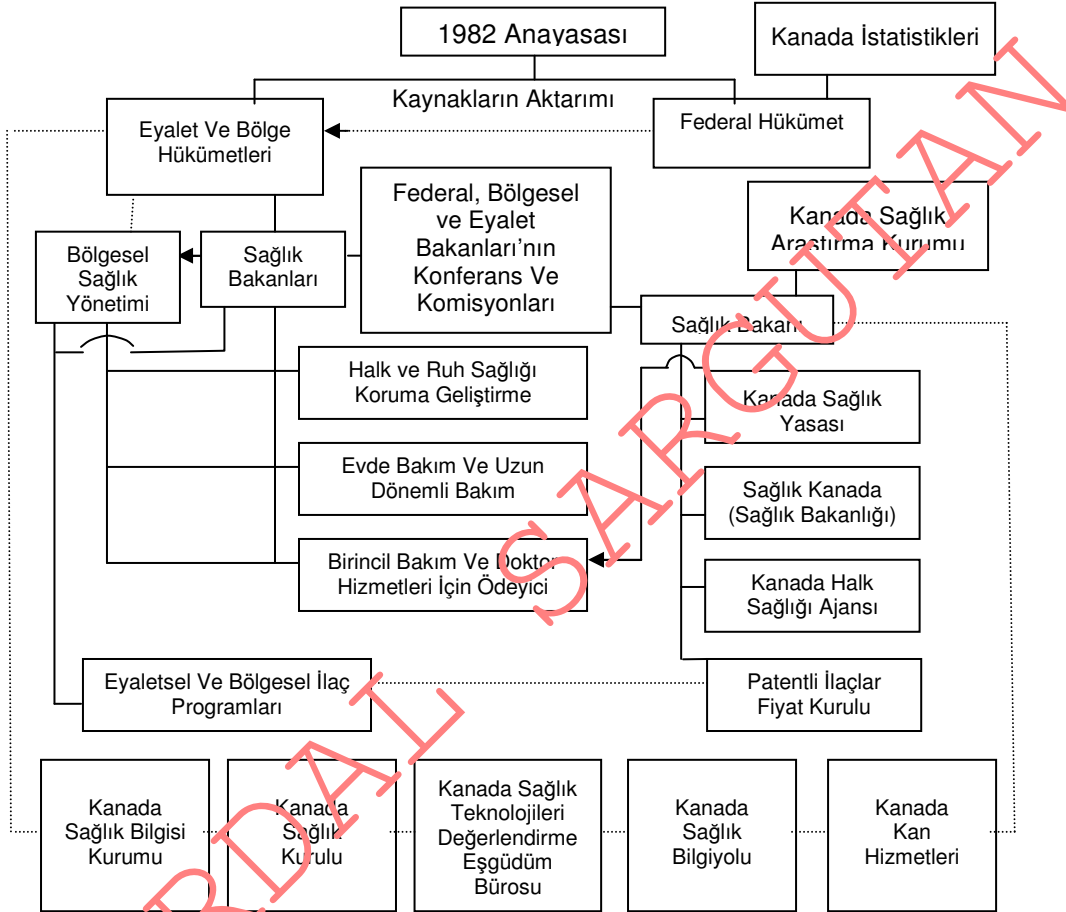 1982 Anayasası
Kanada İstatistikleri
Kaynakların Aktarımı
Eyalet Ve Bölge
Hükümetleri
Federal Hükümet
Federal, Bölgesel
ve Eyalet
Bakanları’nın
Konferans Ve
Komisyonları
Kanada Sağlık
Araştırma Kurumu
Bölgesel
Sağlık
Yönetimi
Sağlık
Bakanları
Sağlık Bakanı
Halk ve Ruh Sağlığı
Koruma Geliştirme
Kanada Sağlık
Yasası
Evde Bakım Ve Uzun
Dönemli Bakım
Sağlık Kanada
(Sağlık Bakanlığı)
Birincil Bakım Ve Doktor
Hizmetleri İçin Ödeyici
Kanada Halk
Sağlığı Ajansı
Eyaletsel Ve Bölgesel İlaç
Programları
Patentli İlaçlar
Fiyat Kurulu
Kanada
Sağlık Bilgisi
Kurumu
Kanada
Sağlık
Kurulu
Kanada Sağlık
Teknolojileri
Değerlendirme
Eşgüdüm
Bürosu
Kanada
Sağlık
Bilgiyolu
Kanada
Kan
Hizmetleri
RDAL SARGUTAN